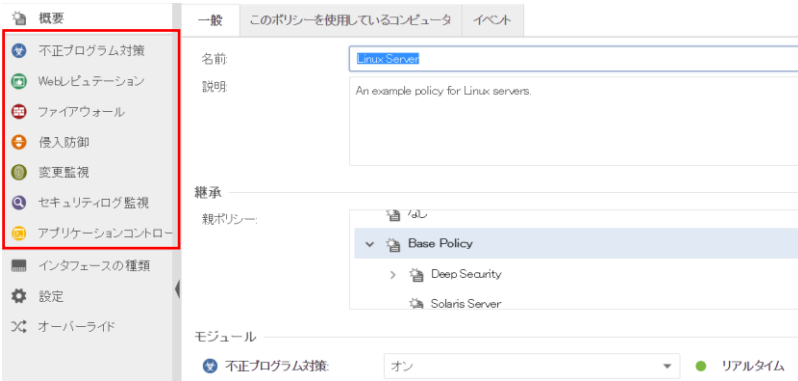 概要
不正プログラム対策
Webレピュテーション
ファイアウォール
侵入防御
変更監視
セキュリティログ監視
アプリケーションコントロー
インタフェースの種類
設定
オーバーライド
一般 このポリシーを使用しているコンピュータ イベント
名前:
Linux Server
説明:
An example policy for Linux servers.
継承
親ポリシー:
なし
Base Policy
Deep Security
Solaris Server
モジュール
不正プログラム対策: オン リアルタイム